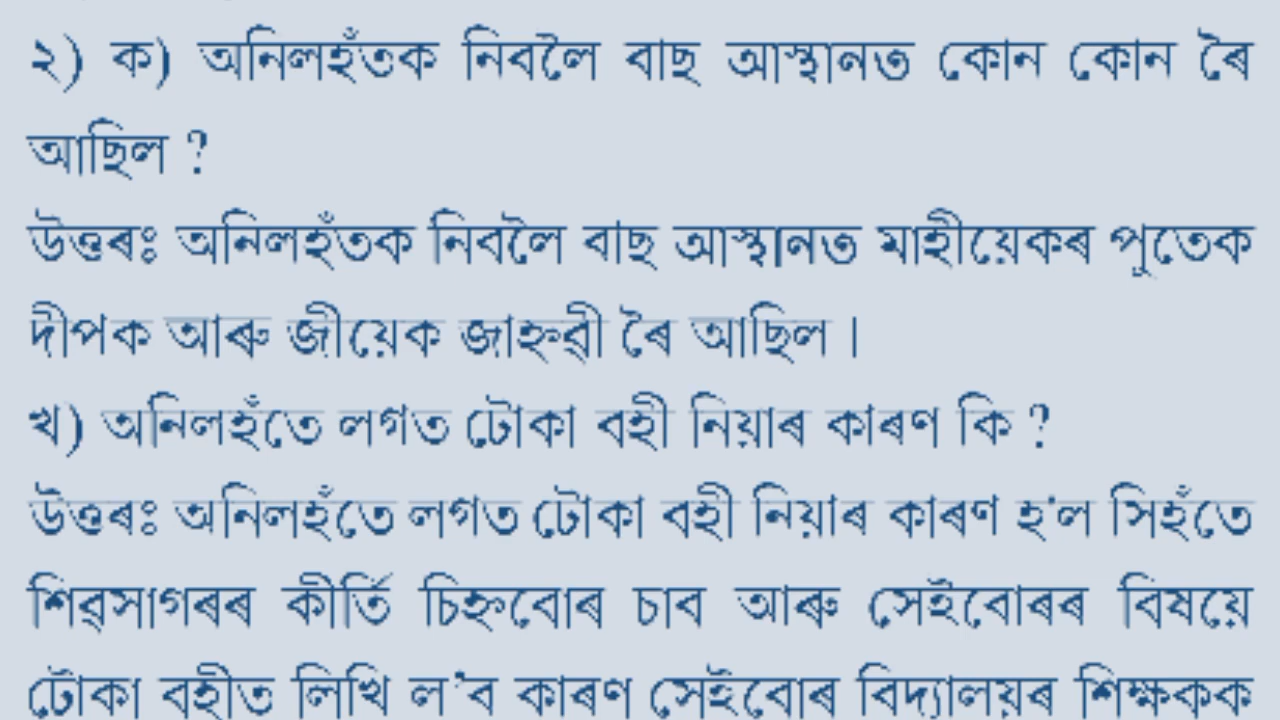 ২) ক) অনিলহঁতক নিবলৈ বাছ আস্থানত কোন কোন ৰৈ
আছিল ?
উত্তৰঃ অনিলহঁতক নিবলৈ বাছ আস্থানত মাহীয়েকৰ পুতেক
দীপক আৰু জীয়েক জাহ্নৱী ৰৈ আছিল ।
খ) অনিলহঁতে লগত টোকা বহী নিয়াৰ কাৰণ কি ?
উত্তৰঃ অনিলহঁতে লগত টোকা বহী নিয়াৰ কাৰণ হ'ল সিহঁতে
শিৱসাগৰৰ কীৰ্তি চিহ্নবোৰ চাব আৰু সেইবোৰৰ বিষয়ে
টোকা বহীত লিখি ল'ব কাৰণ সেইবোৰ বিদ্যালয়ৰ শিক্ষকক